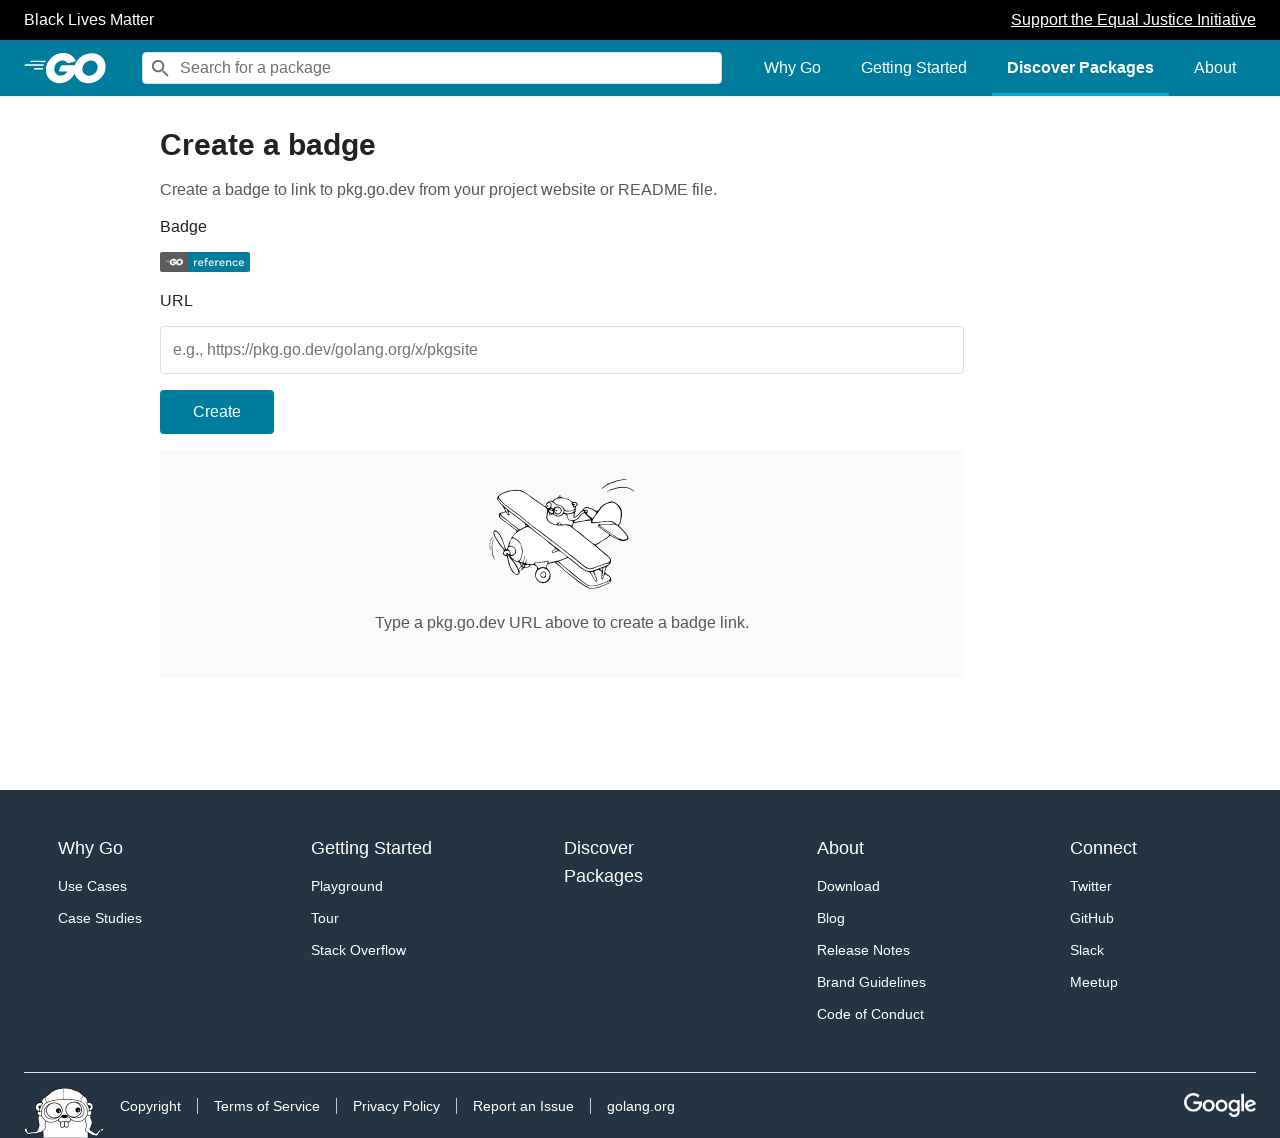 Black Lives Matter
Support the Equal Justice Initiative
GO
Search for a package
Why Go
Getting Started
Discover Packages
About
Create a badge
Create a badge to link to pkg.go.dev from your project website or README file.
Badge
GO reference
URL
e.g., https://pkg.go.dev/golang.org/x/pkgsite
Create
Type a pkg.go.dev URL above to create a badge link.
Why Go
Use Cases
Case Studies
Getting Started
Playground
Tour
Stack Overflow
Discover
Packages
About
Download
Blog
Release Notes
Brand Guidelines
Code of Conduct
Connect
Twitter
GitHub
Slack
Meetup
Copyright
Terms of Service
Privacy Policy
Report an Issue
golang.org
Google